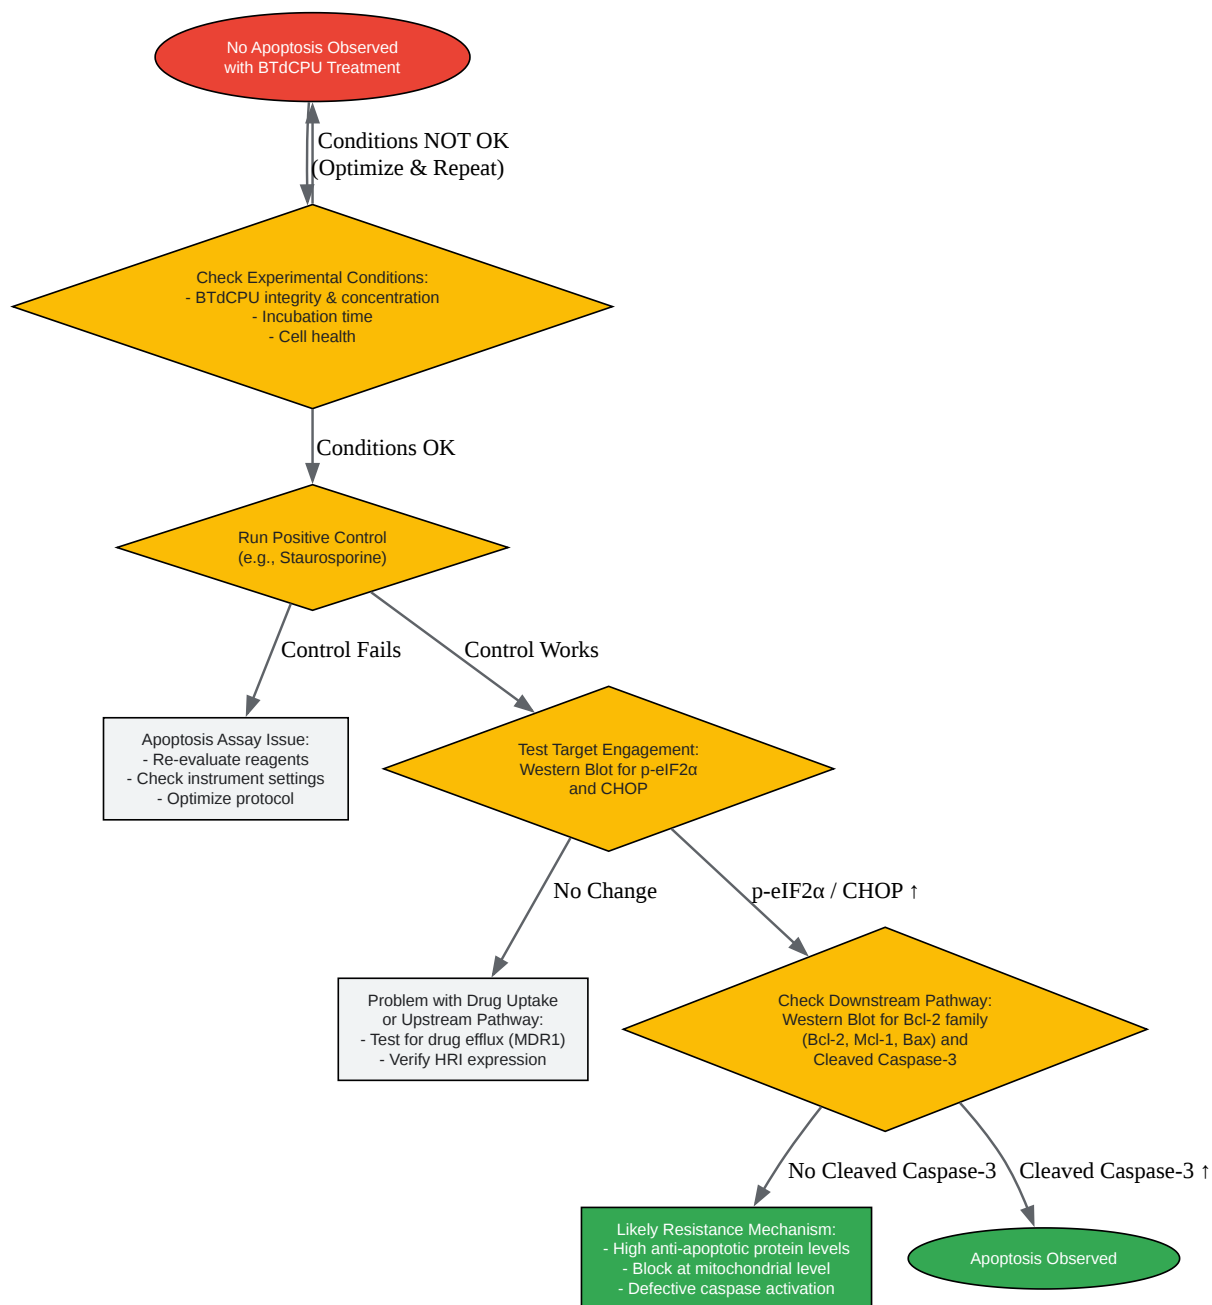 No Apoptosis Observed
with BTdCPU Treatment
Conditions NOT OK
(Optimize & Repeat)
Check Experimental Conditions:
- BTdCPU integrity & concentration
- Incubation time
- Cell health
Conditions OK
Run Positive Control
(e.g., Staurosporine)
Control Fails
Control Works
Apoptosis Assay Issue:
- Re-evaluate reagents
- Check instrument settings
- Optimize protocol
Test Target Engagement:
Western Blot for p-eIF2α
and CHOP
No Change
p-eIF2α / CHOP ↑
Problem with Drug Uptake
or Upstream Pathway:
- Test for drug efflux (MDR1)
- Verify HRI expression
Check Downstream Pathway:
Western Blot for Bcl-2 family
(Bcl-2, Mcl-1, Bax) and
Cleaved Caspase-3
No Cleaved Caspase-3
Cleaved Caspase-3 ↑
Likely Resistance Mechanism:
- High anti-apoptotic protein levels
- Block at mitochondrial level
- Defective caspase activation
Apoptosis Observed